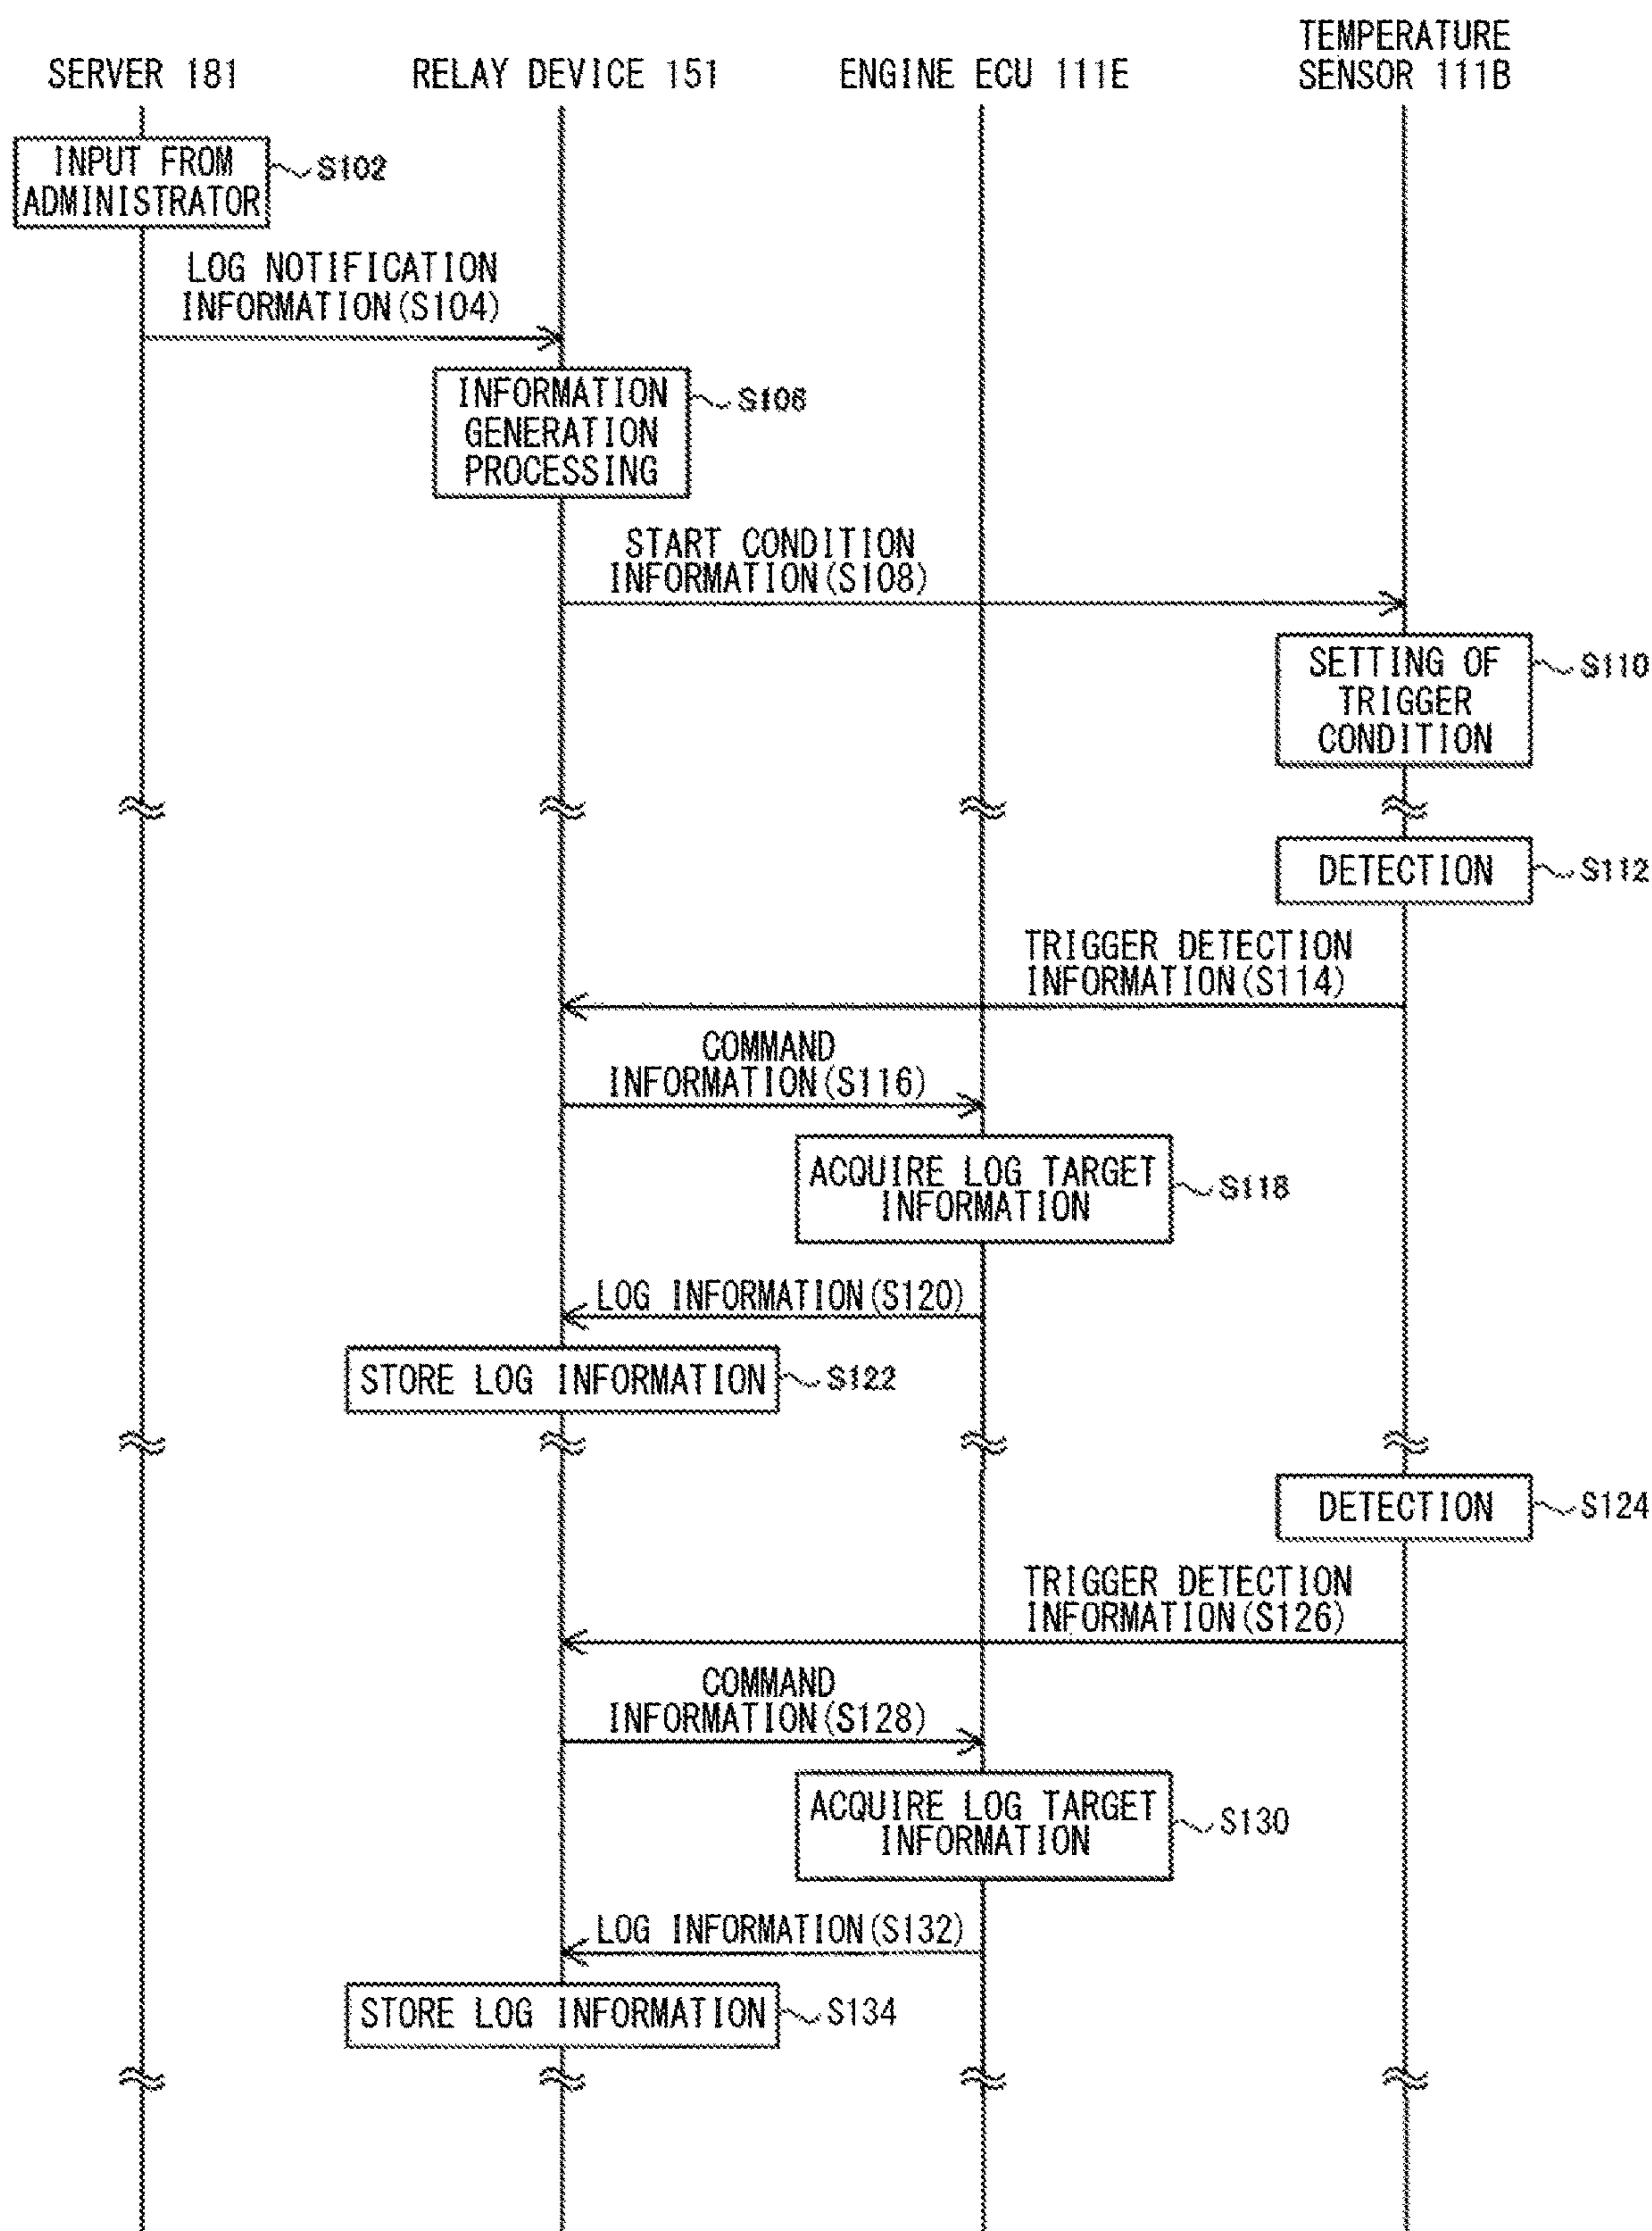 SERVER 181
RELAY DEVICE 151
ENGINE ECU 111E
TEMPERATURE
SENSOR 111B
INPUT FROM
ADMINISTRATOR
S102
LOG NOTIFICATION
INFORMATION(S104)
INFORMATION
GENERATION
PROCESSING
S106
START CONDITION
INFORMATION(S108)
SETTING OF
TRIGGER
CONDITION
S110
DETECTION
S112
TRIGGER DETECTION
INFORMATION(S114)
COMMAND
INFORMATION(S116)
ACQUIRE LOG TARGET
INFORMATION
S118
LOG INFORMATION(S120)
STORE LOG INFORMATION
S122
DETECTION
S124
TRIGGER DETECTION
INFORMATION(S126)
COMMAND
INFORMATION(S128)
ACQUIRE LOG TARGET
INFORMATION
S130
LOG INFORMATION(S132)
STORE LOG INFORMATION
S134